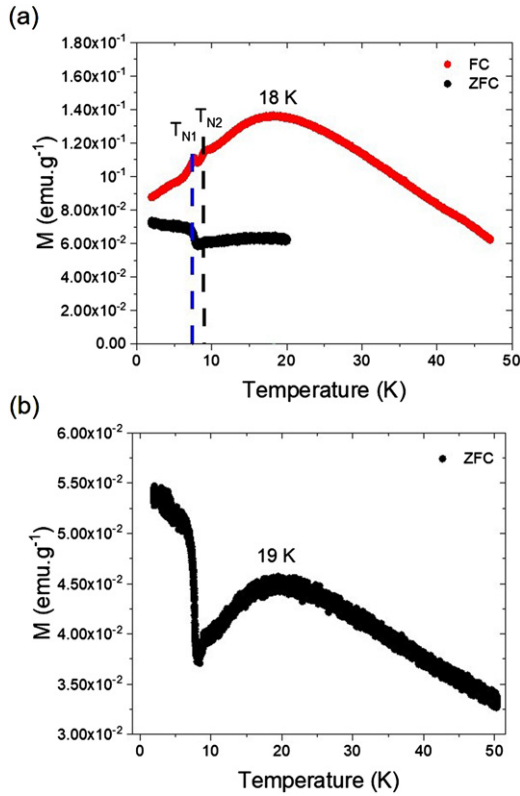 (a)
1.80x10⁻¹
1.60x10⁻¹
1.40x10⁻¹
1.20x10⁻¹
10⁻¹
8.00x10⁻²
6.00x10⁻²
4.00x10⁻²
2.00x10⁻²
0.00
M (emu.g⁻¹)
FC
ZFC
18 K
T_N1
T_N2
0 10 20 30 40 50
Temperature (K)
(b)
6.00x10⁻²
5.50x10⁻²
5.00x10⁻²
4.50x10⁻²
4.00x10⁻²
3.50x10⁻²
3.00x10⁻²
M (emu.g⁻¹)
ZFC
19 K
0 10 20 30 40 50
Temperature (K)